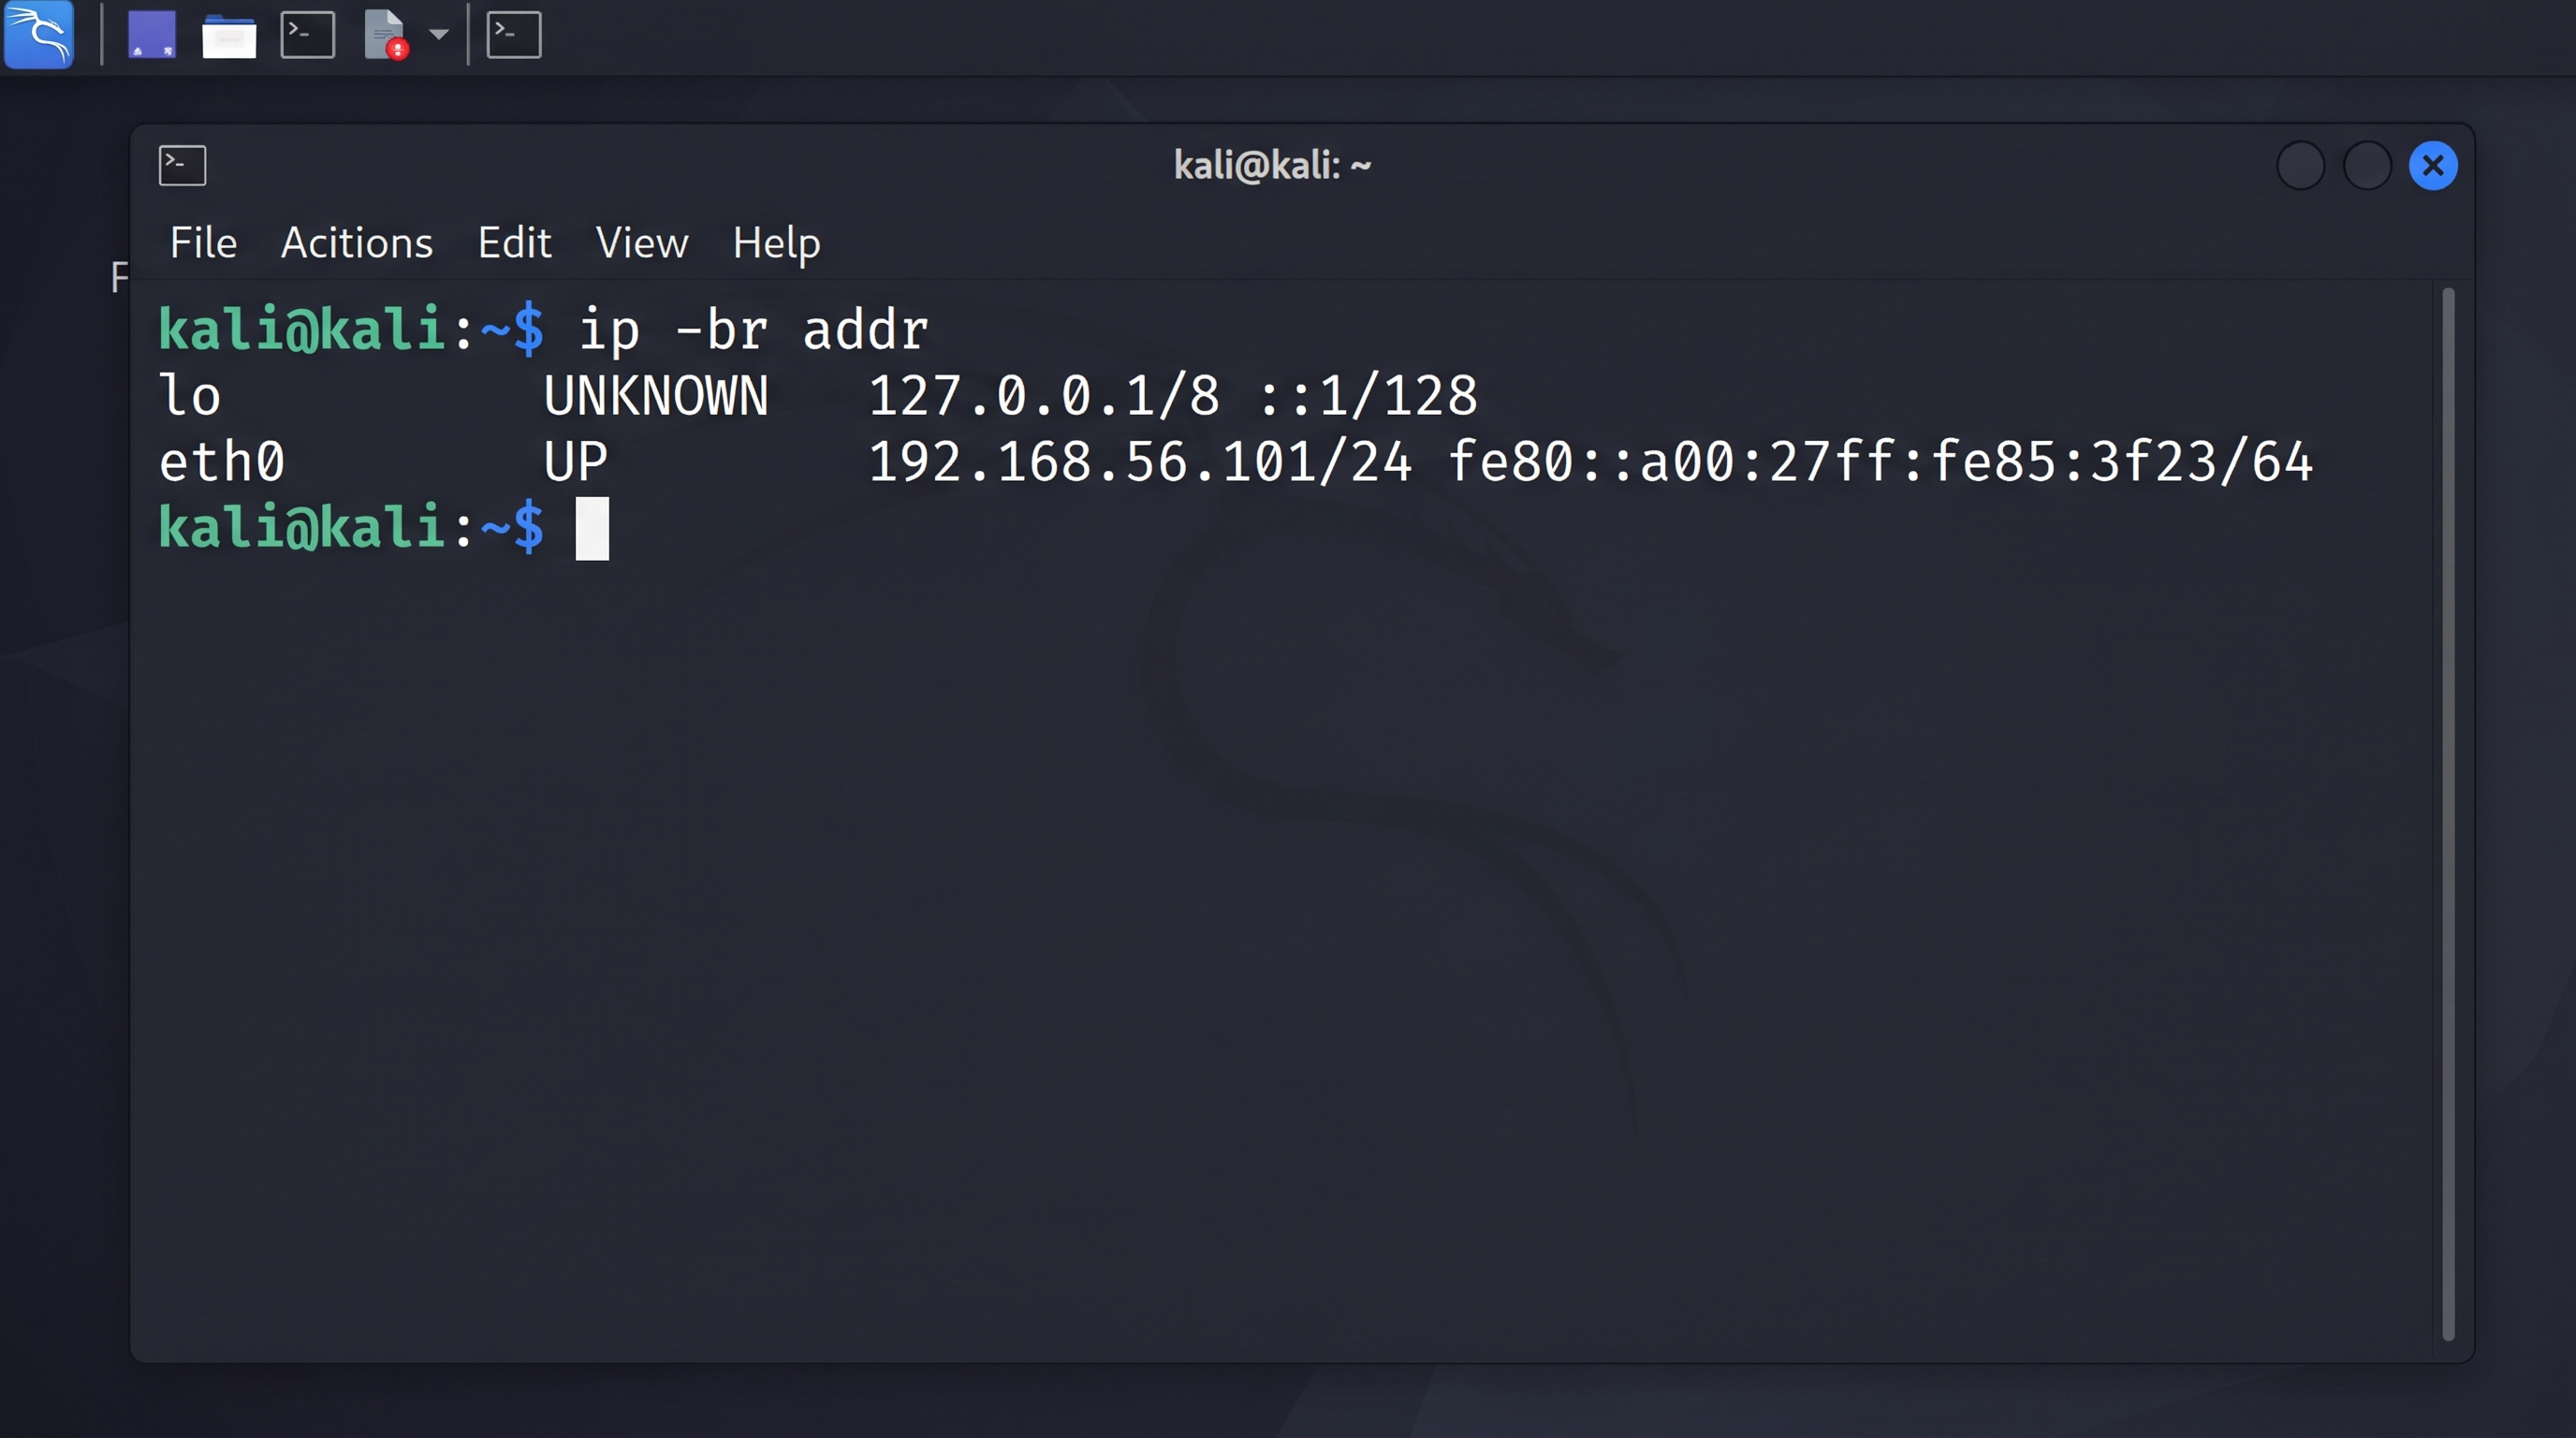 kali@kali: ~
File Acitions Edit View Help
F
kali@kali:~$ ip -br addr
lo UNKNOWN 127.0.0.1/8 ::1/128
eth0 UP 192.168.56.101/24 fe80::a00:27ff:fe85:3f23/64
kali@kali:~$